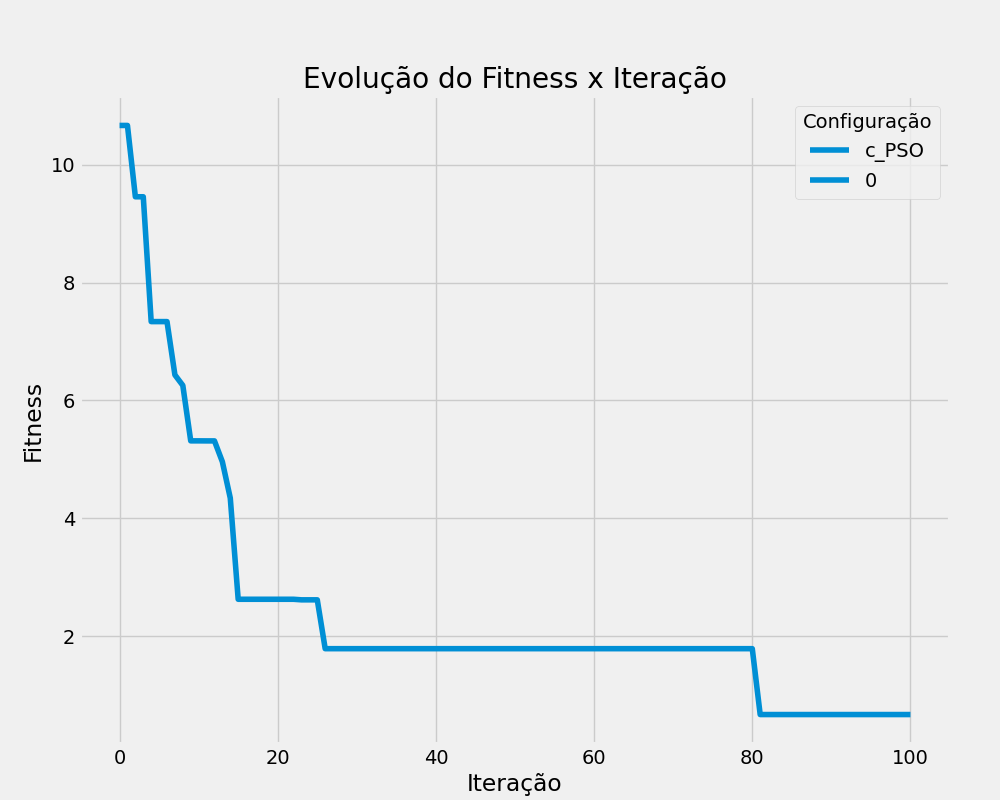 Evolução do Fitness x Iteração
Configuração
c_PSO
0
10
8
6
4
2
Fitness
0 20 40 60 80 100
Iteração